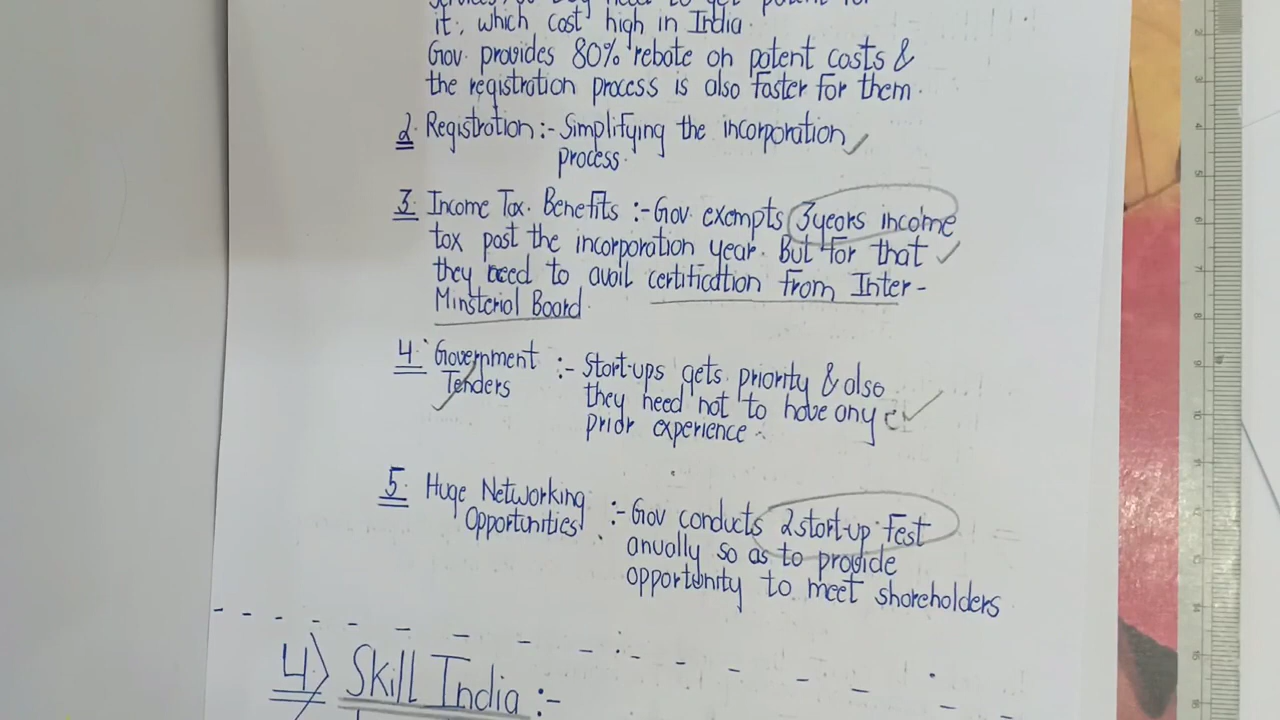 it, which cost high in India.
Gov. provides 80% rebate on patent costs &
the registration process is also faster for them.
2. Registration :- Simplifying the incorporation
process.
3. Income Tax Benefits :- Gov. exempts 3 years income
tax past the incorporation year. But for that
they need to avail certification from Inter-
Minsterial Board.
4. Government Tenders :- Start-ups gets priority & also
they need not to have any
prior experience.
5. Huge Networking Opportunities :- Gov conducts 2 start-up fest
anually so as to provide
opportunity to meet shareholders
4) Skill India :-